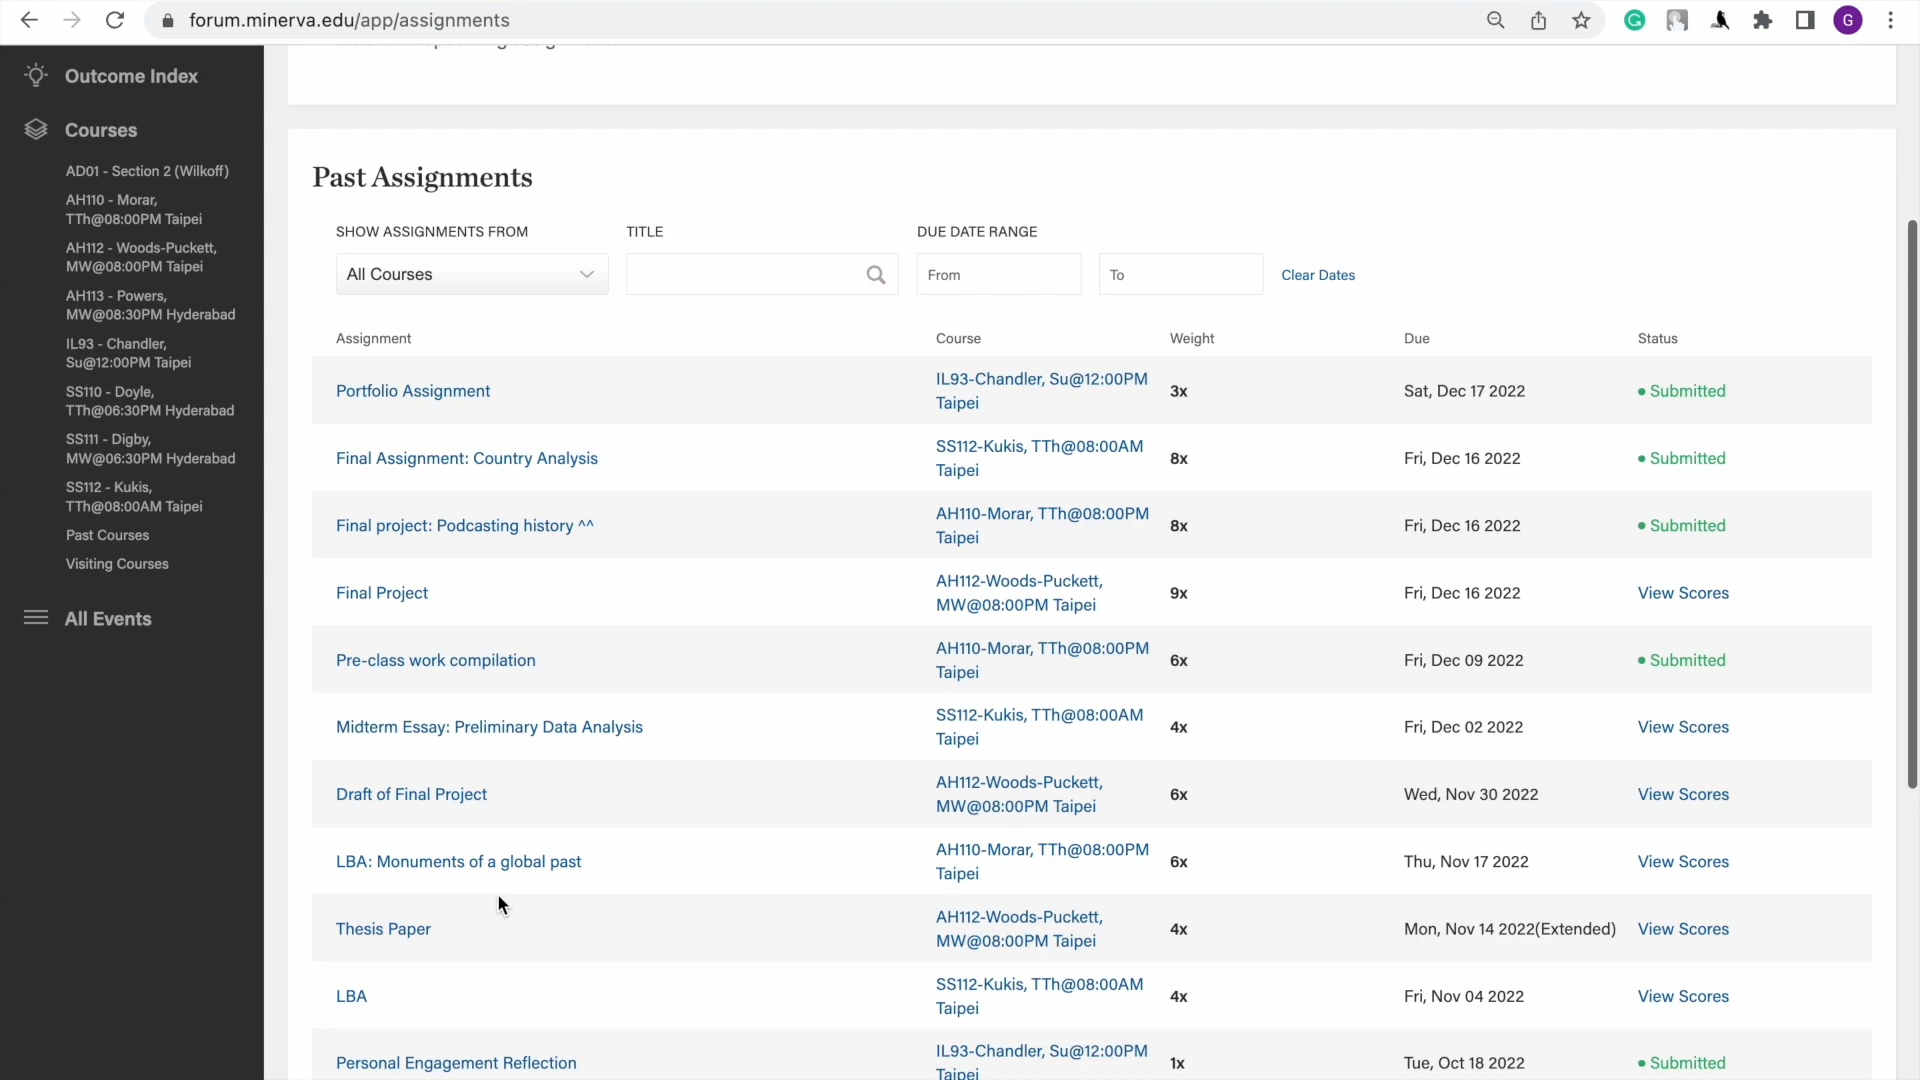 forum.minerva.edu/app/assignments
G
Outcome Index
Courses
AD01 - Section 2 (Wilkoff)
AH110 - Morar,
TTh@08:00PM Taipei
AH112 - Woods-Puckett,
MW@08:00PM Taipei
AH113 - Powers,
MW@08:30PM Hyderabad
IL93 - Chandler,
Su@12:00PM Taipei
SS110 - Doyle,
TTh@06:30PM Hyderabad
SS111 - Digby,
MW@06:30PM Hyderabad
SS112 - Kukis,
TTh@08:00AM Taipei
Past Courses
Visiting Courses
All Events
Past Assignments
SHOW ASSIGNMENTS FROM TITLE DUE DATE RANGE
All Courses From To Clear Dates
Assignment Course Weight Due Status
Portfolio Assignment IL93-Chandler, Su@12:00PM 3x Sat, Dec 17 2022 Submitted
Taipei
Final Assignment: Country Analysis SS112-Kukis, TTh@08:00AM 8x Fri, Dec 16 2022 Submitted
Taipei
Final project: Podcasting history ^^ AH110-Morar, TTh@08:00PM 8x Fri, Dec 16 2022 Submitted
Taipei
Final Project AH112-Woods-Puckett, 9x Fri, Dec 16 2022 View Scores
MW@08:00PM Taipei
Pre-class work compilation AH110-Morar, TTh@08:00PM 6x Fri, Dec 09 2022 Submitted
Taipei
Midterm Essay: Preliminary Data Analysis SS112-Kukis, TTh@08:00AM 4x Fri, Dec 02 2022 View Scores
Taipei
Draft of Final Project AH112-Woods-Puckett, 6x Wed, Nov 30 2022 View Scores
MW@08:00PM Taipei
LBA: Monuments of a global past AH110-Morar, TTh@08:00PM 6x Thu, Nov 17 2022 View Scores
Taipei
Thesis Paper AH112-Woods-Puckett, 4x Mon, Nov 14 2022(Extended) View Scores
MW@08:00PM Taipei
LBA SS112-Kukis, TTh@08:00AM 4x Fri, Nov 04 2022 View Scores
Taipei
Personal Engagement Reflection IL93-Chandler, Su@12:00PM 1x Tue, Oct 18 2022 Submitted
Taipei